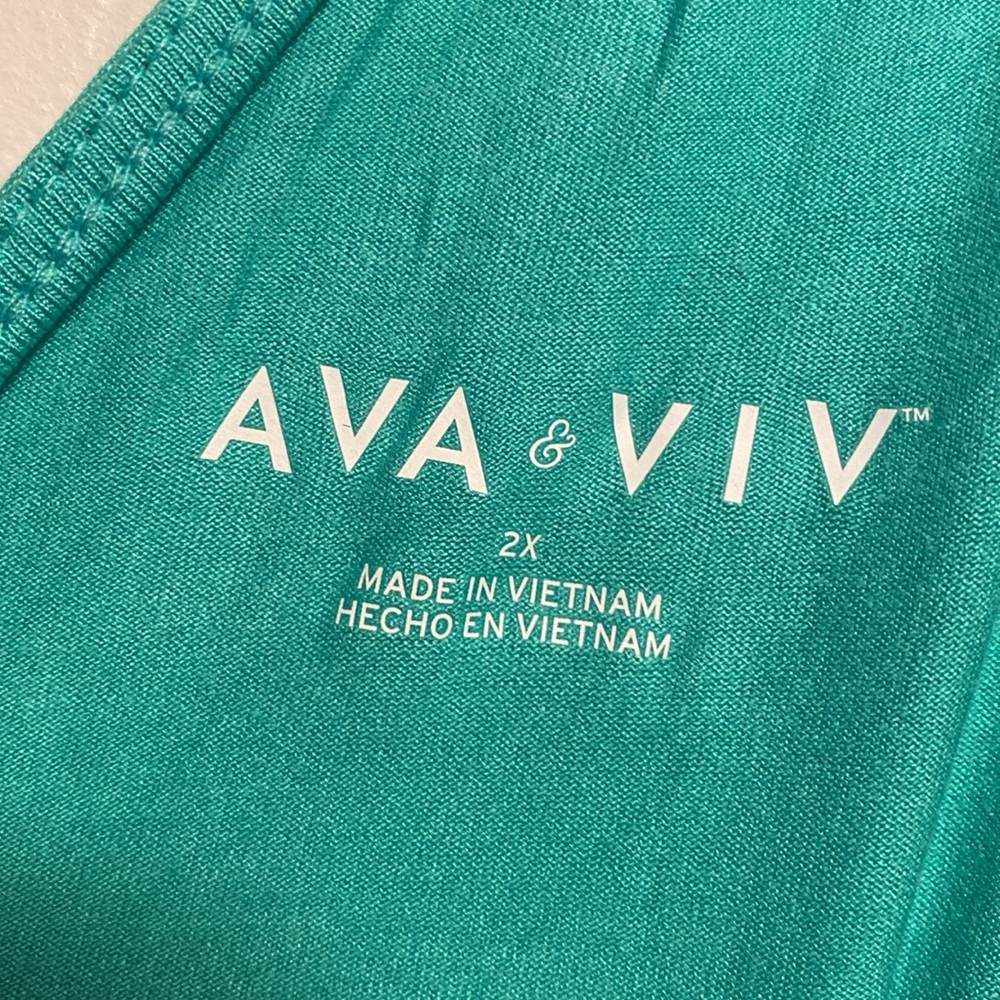 AVA & VIV™
2X
MADE IN VIETNAM
HECHO EN VIETNAM